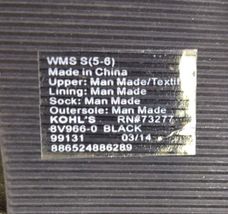 WMS S(5-6)
Made in China
Upper: Man Made/Textil
Lining: Man Made
Sock: Man Made
Outersole: Man Made
KOHL'S RN#73277
8V966-0 BLACK
99131 03/14
886524886289